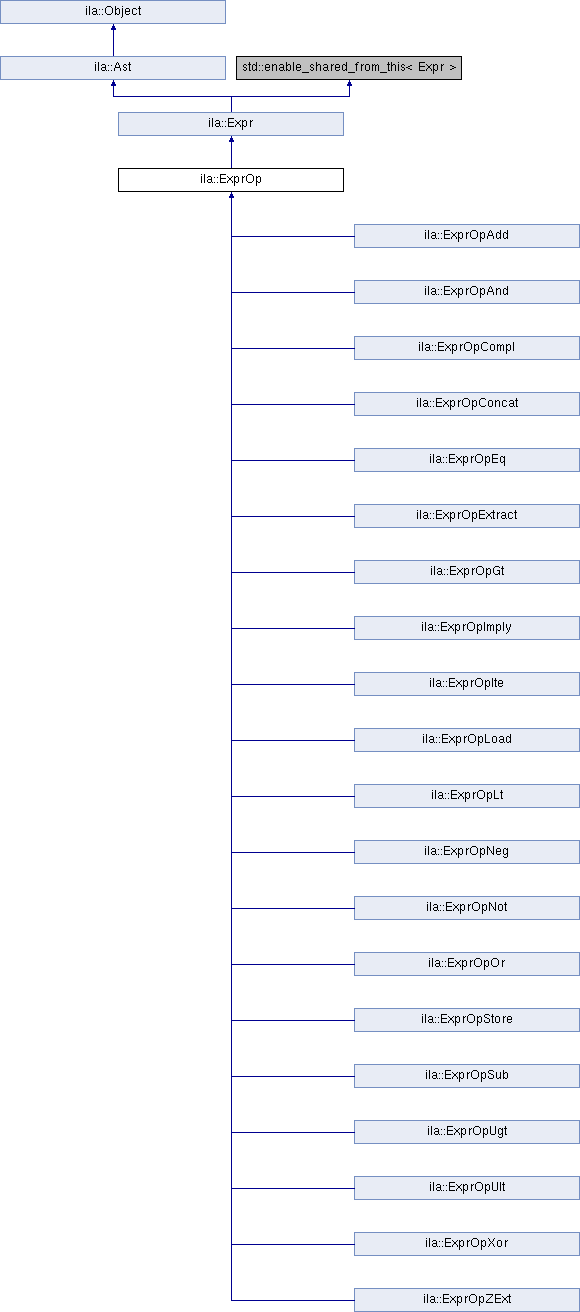 ila::Object
ila::Ast
std::enable_shared_from_this< Expr >
ila::Expr
ila::ExprOp
ila::ExprOpAdd
ila::ExprOpAnd
ila::ExprOpCompl
ila::ExprOpConcat
ila::ExprOpEq
ila::ExprOpExtract
ila::ExprOpGt
ila::ExprOpImply
ila::ExprOpIte
ila::ExprOpLoad
ila::ExprOpLt
ila::ExprOpNeg
ila::ExprOpNot
ila::ExprOpOr
ila::ExprOpStore
ila::ExprOpSub
ila::ExprOpUgt
ila::ExprOpUlt
ila::ExprOpXor
ila::ExprOpZExt